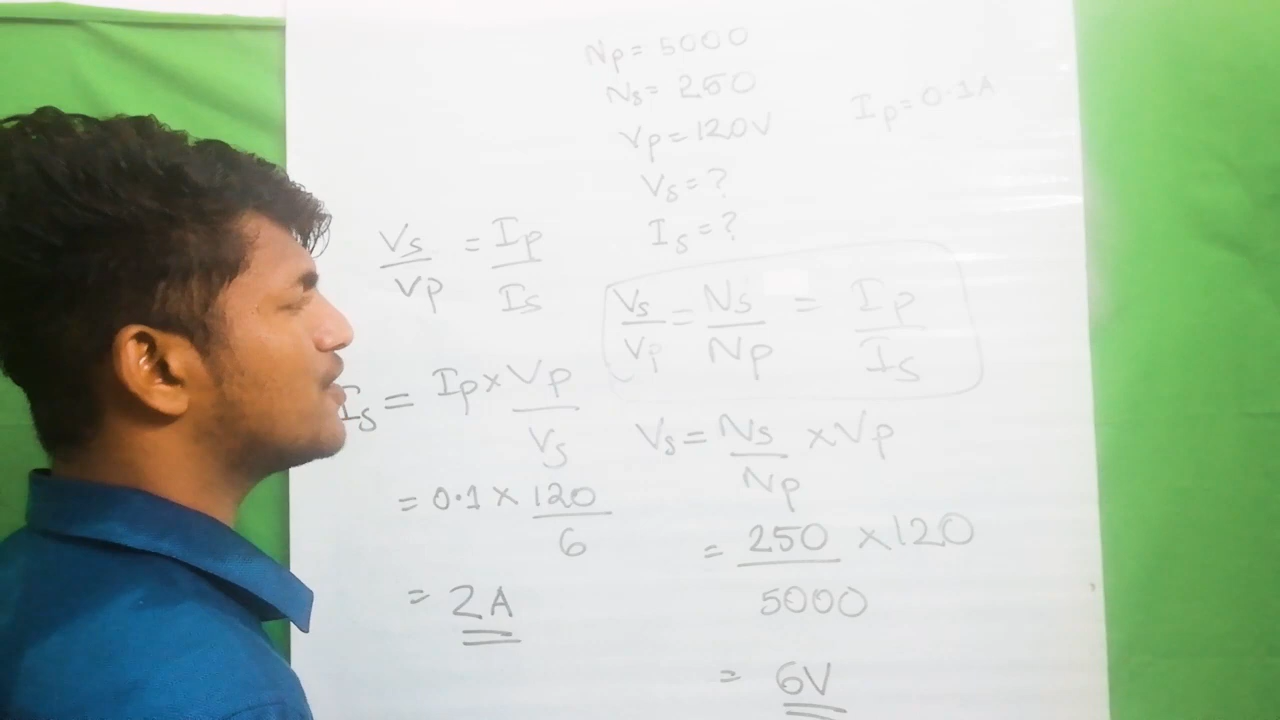 Np = 5000
Ns = 250
Vp = 120V
Ip = 0.1A
Vs = ?
Is = ?
Vs/Vp = Ns/Np = Ip/Is
Vs = Ns/Np × Vp
= 250/5000 × 120
= 6V
Vs/Vp = Ip/Is
Is = Ip × Vp/Vs
= 0.1 × 120/6
= 2A